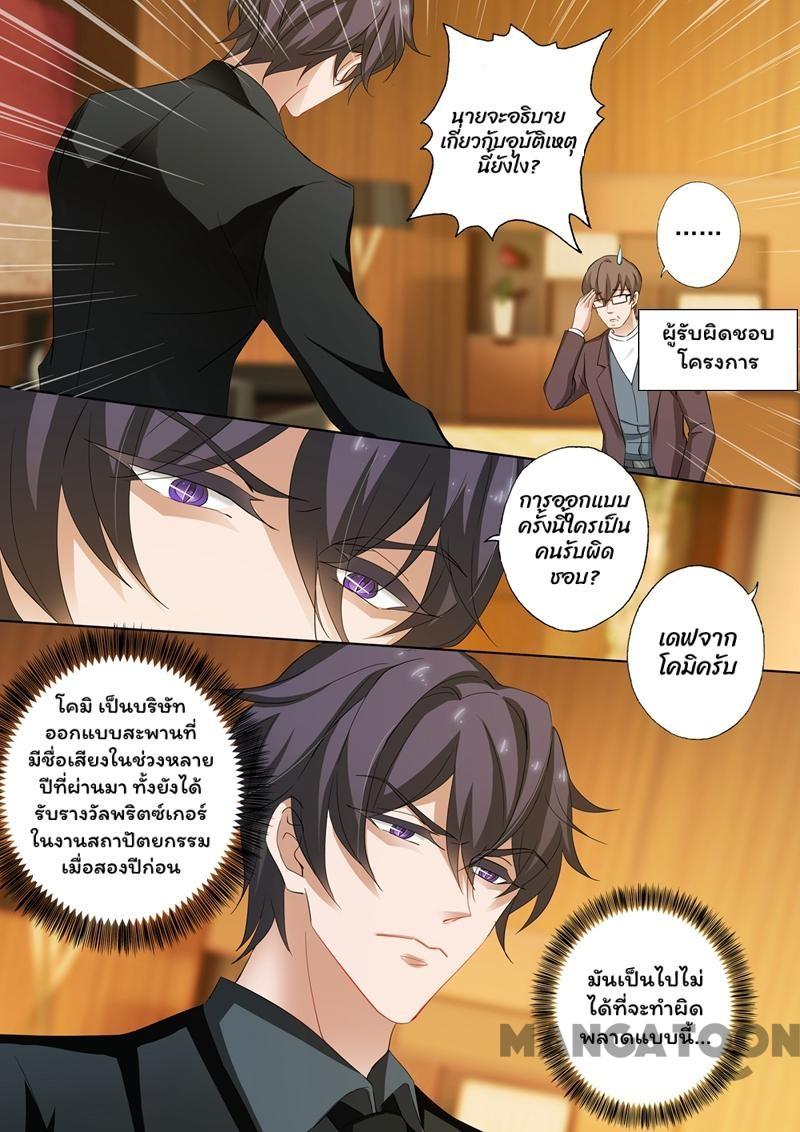 นายจะอธิบาย
เกี่ยวกับอุบัติเหตุ
นี้ยังไง?
......
ผู้รับผิดชอบ
โครงการ
การออกแบบ
ครั้งนี้ใครเป็น
คนรับผิด
ชอบ?
เดฟจาก
โคมิครับ
โคมิ เป็นบริษัท
ออกแบบสะพานที่
มีชื่อเสียงในช่วงหลาย
ปีที่ผ่านมา ทั้งยังได้
รับรางวัลพริตซ์เกอร์
ในงานสถาปัตยกรรม
เมื่อสองปีก่อน
มันเป็นไปไม่
ได้ที่จะทำผิด
พลาดแบบนี้...
MANGATOON